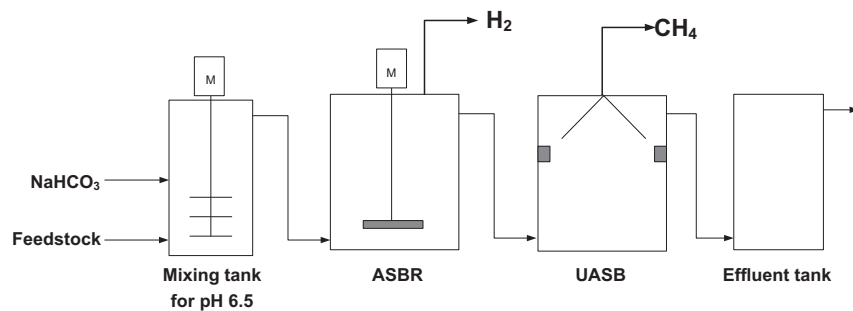 H₂
CH₄
M
M
NaHCO₃
Feedstock
Mixing tank
for pH 6.5
ASBR
UASB
Effluent tank